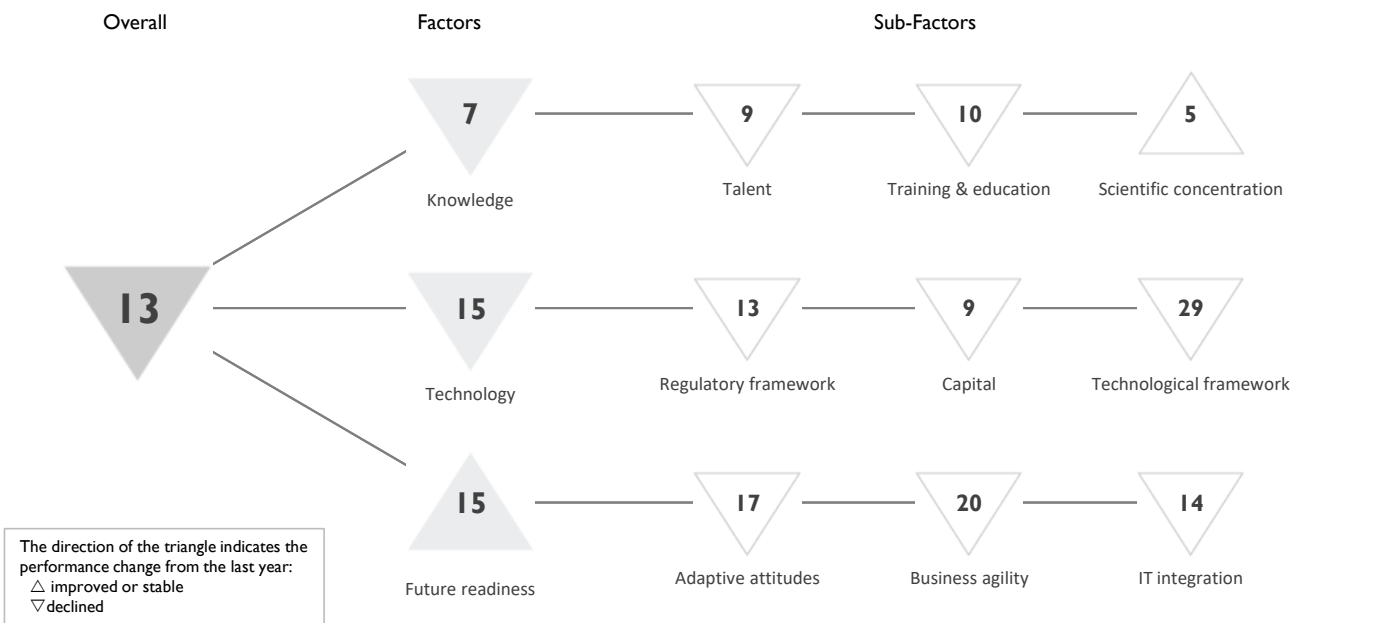 Overall
Factors
Sub-Factors
7
9
10
5
Knowledge
Talent
Training & education
Scientific concentration
13
15
13
9
29
Technology
Regulatory framework
Capital
Technological framework
15
17
20
14
Future readiness
Adaptive attitudes
Business agility
IT integration
The direction of the triangle indicates the
performance change from the last year:
△ improved or stable
▽ declined